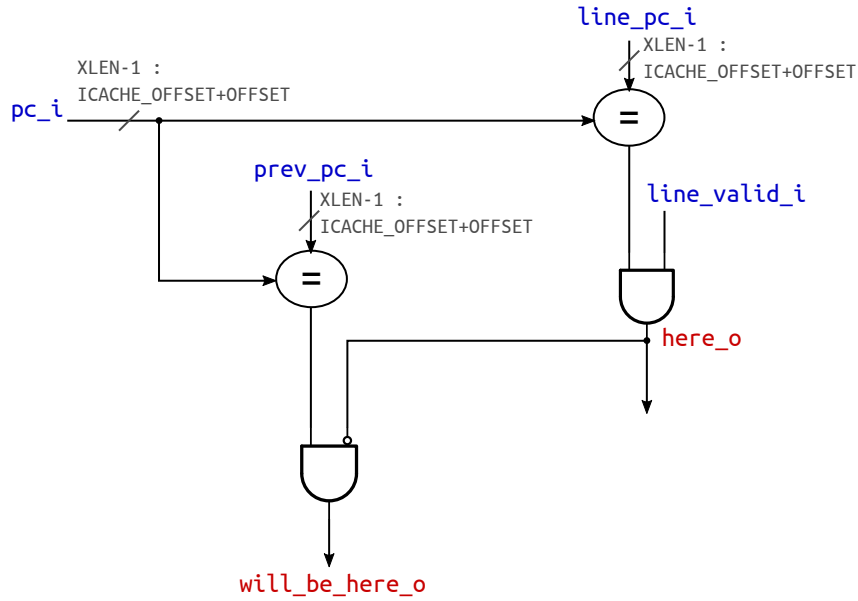 line_pc_i
XLEN-1 :
ICACHE_OFFSET+OFFSET
XLEN-1 :
ICACHE_OFFSET+OFFSET
pc_i
=
prev_pc_i
XLEN-1 :
ICACHE_OFFSET+OFFSET
line_valid_i
=
here_o
will_be_here_o